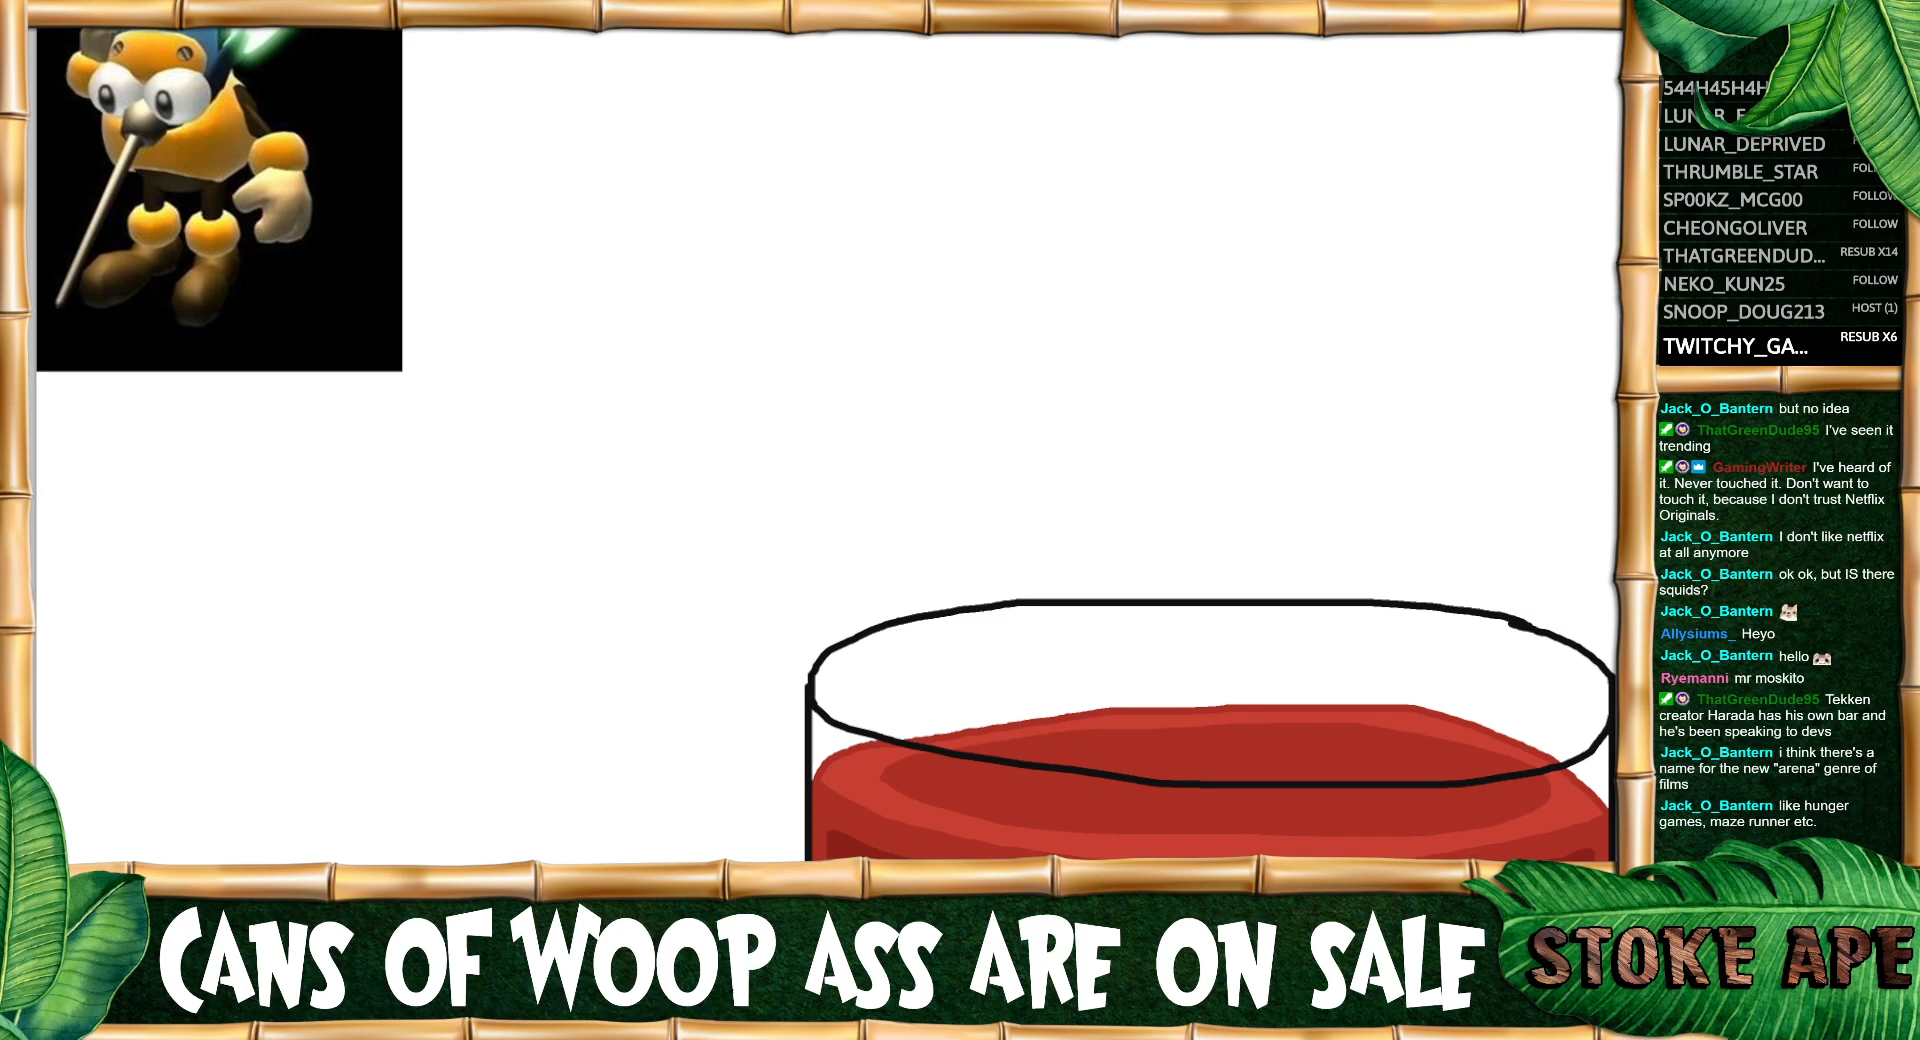 544H45H4H
LUNAR_DEPRIVED
THRUMBLE_STAR
FOLL
SP00KZ_MCG00
FOLLOW
CHEONGOLIVER
FOLLOW
THATGREENDUD...
RESUB X14
NEKO_KUN25
FOLLOW
SNOOP_DOUG213
HOST (1)
TWITCHY_GA...
RESUB X6
Jack_O_Bantern but no idea
ThatGreenDude95 I've seen it
trending
GamingWriter I've heard of
it. Never touched it. Don't want to
touch it, because I don't trust Netflix
Originals.
Jack_O_Bantern I don't like netflix
at all anymore
Jack_O_Bantern ok ok, but IS there
squids?
Jack_O_Bantern
Allysiums_ Heyo
Jack_O_Bantern hello
Ryemanni mr moskito
ThatGreenDude95 Tekken
creator Harada has his own bar and
he's been speaking to devs
Jack_O_Bantern i think there's a
name for the new "arena" genre of
films
Jack_O_Bantern like hunger
games, maze runner etc.
CANS OF WOOP ASS ARE ON SALE
STOKE APE